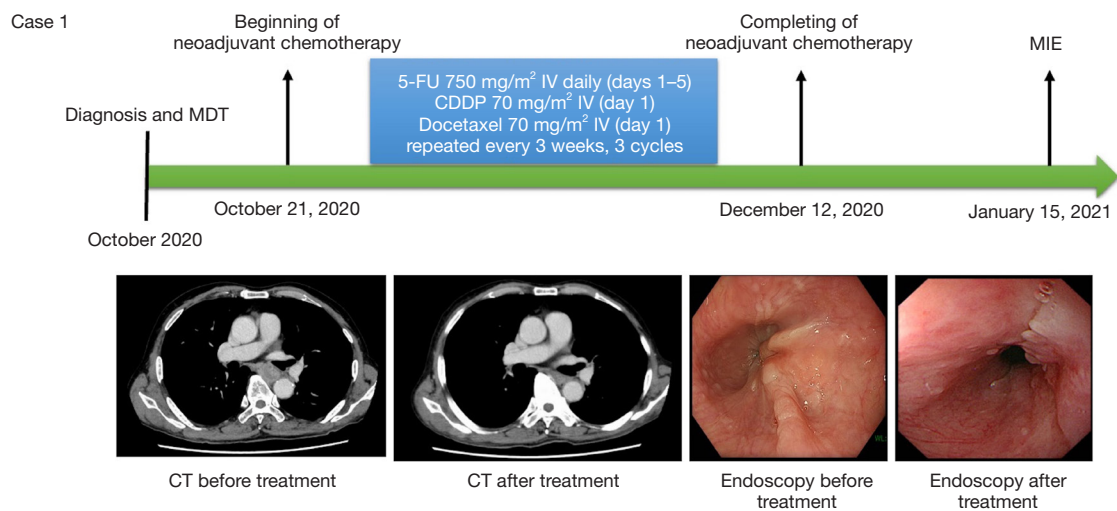 Case 1
Beginning of
neoadjuvant chemotherapy
Completing of
neoadjuvant chemotherapy
MIE
5-FU 750 mg/m² IV daily (days 1–5)
CDDP 70 mg/m² IV (day 1)
Docetaxel 70 mg/m² IV (day 1)
repeated every 3 weeks, 3 cycles
Diagnosis and MDT
October 21, 2020
December 12, 2020
January 15, 2021
October 2020
WL
CT before treatment
CT after treatment
Endoscopy before
treatment
Endoscopy after
treatment